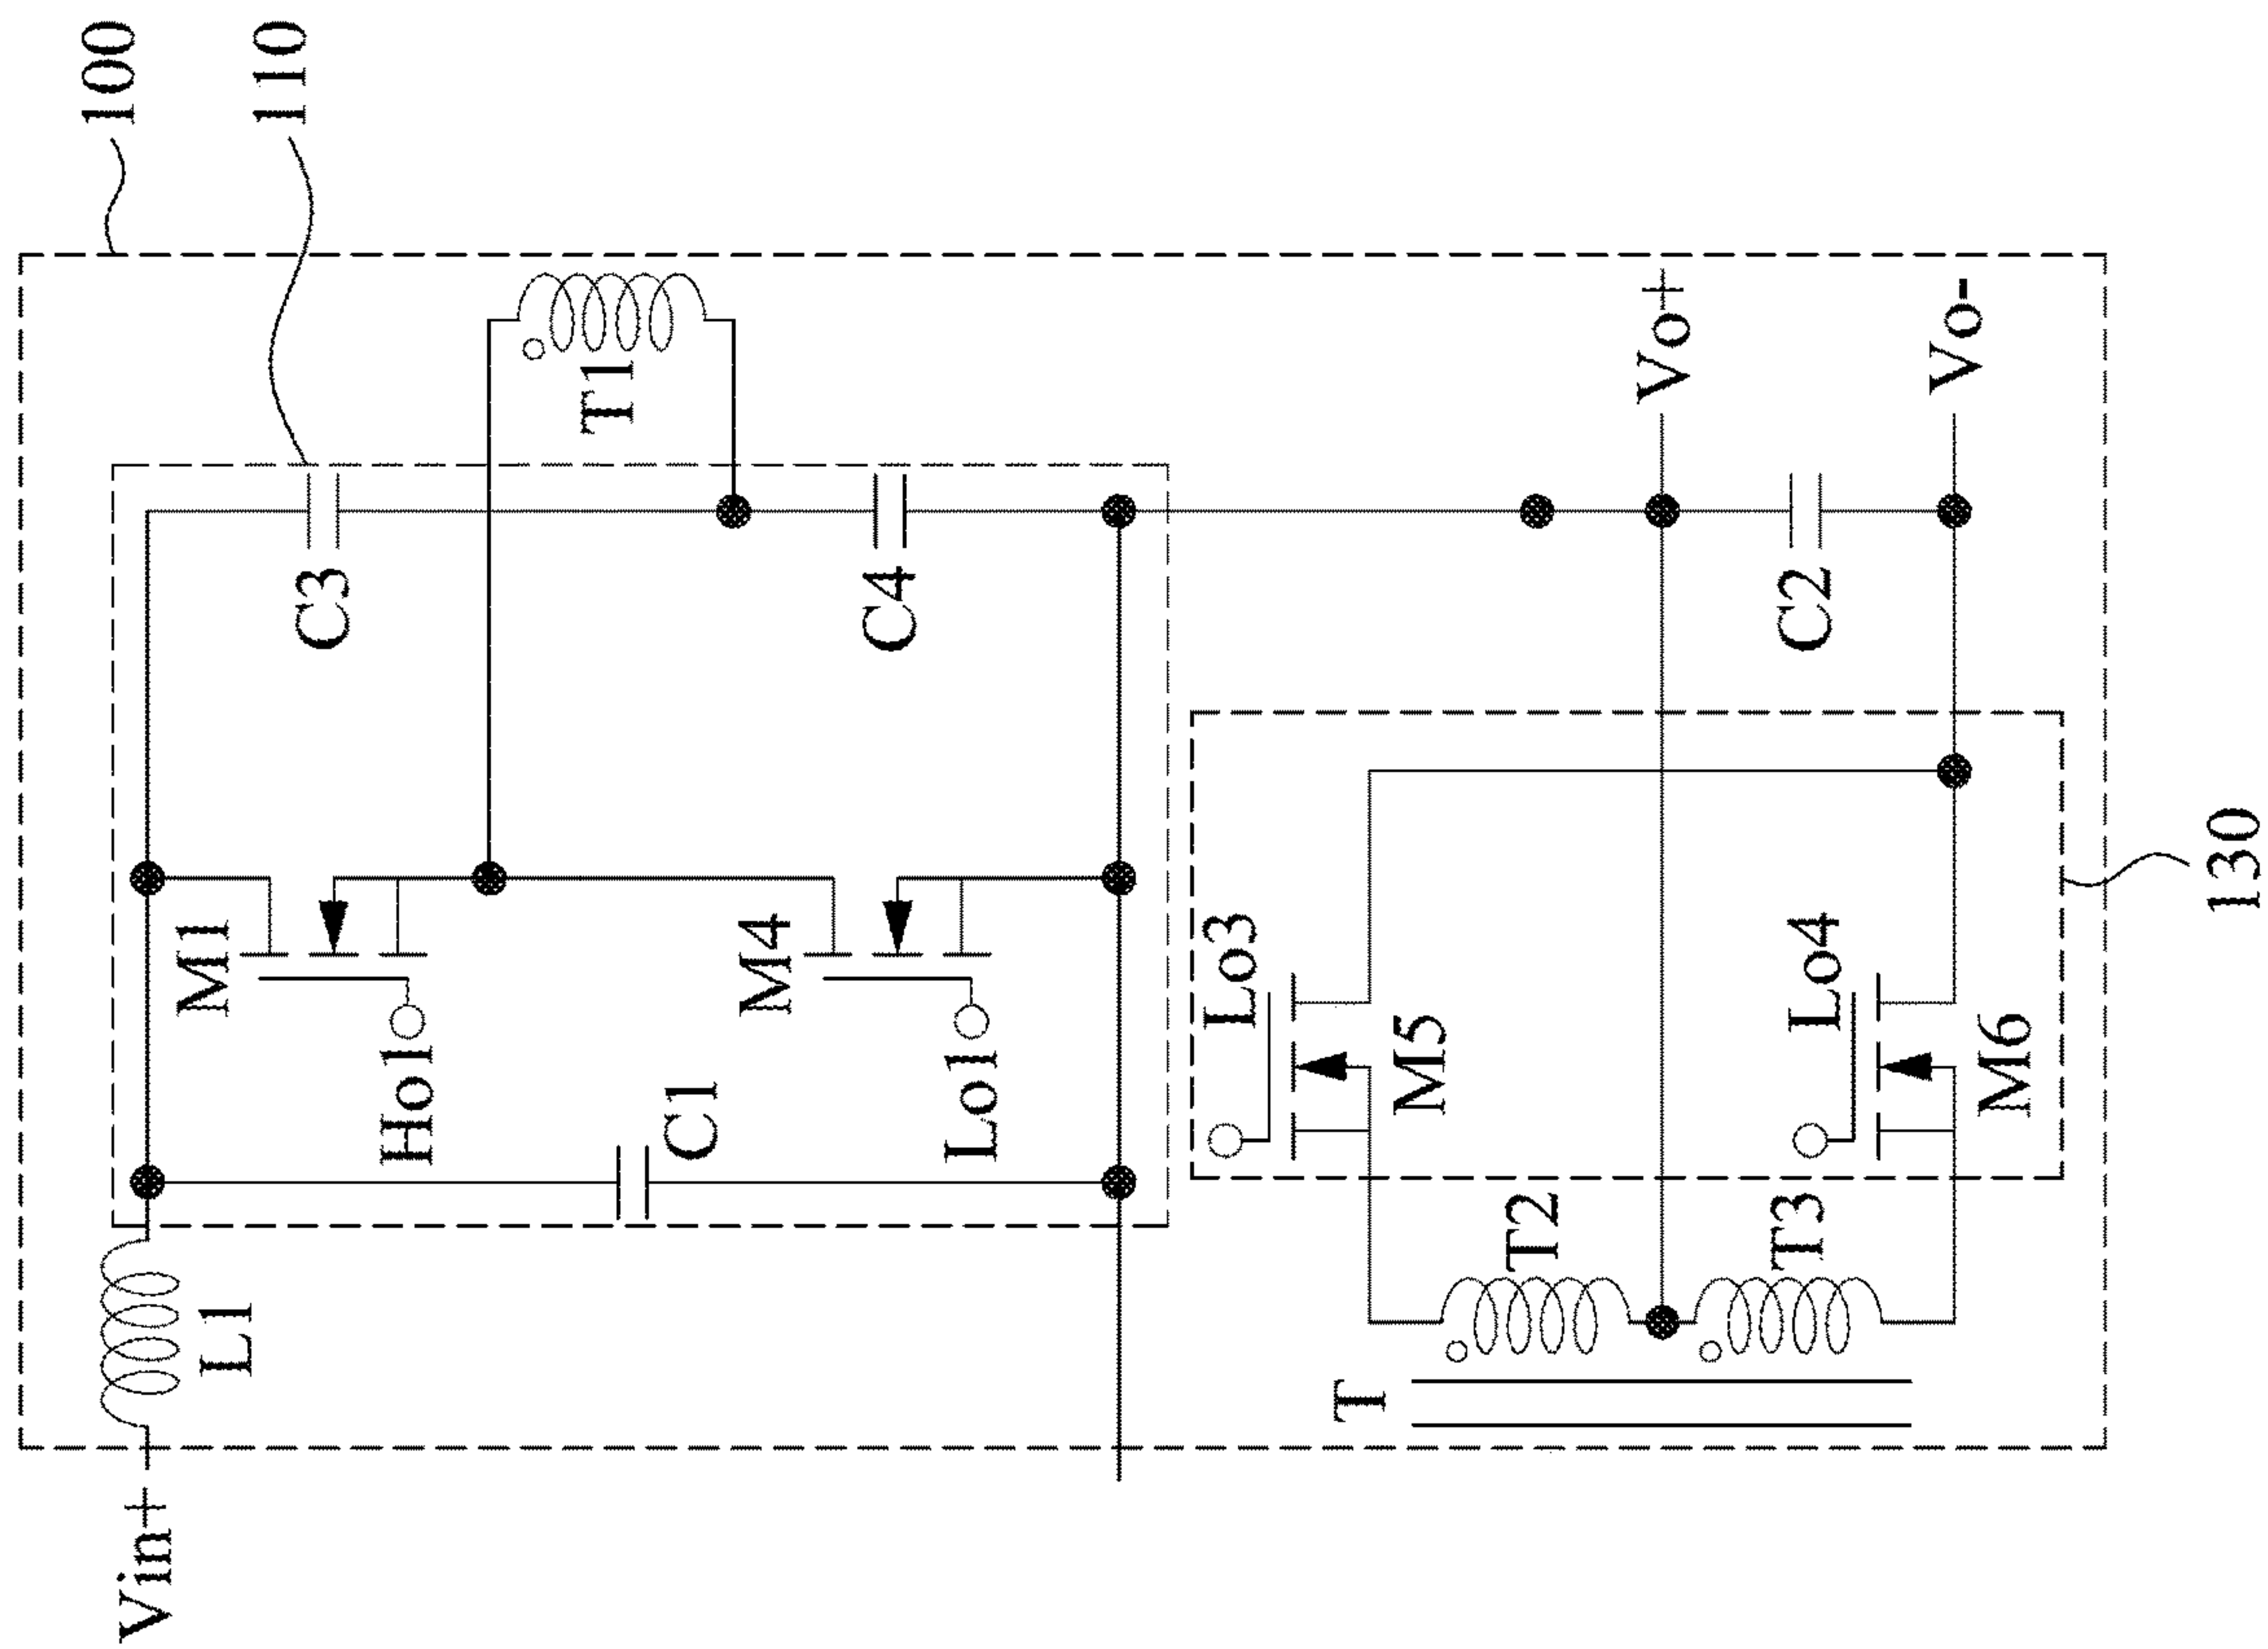 100
Vin+
M1
L1
110
C3
Ho1
T1
C1
M4
C4
Lo1
Lo3
T
M5
T2
Vo+
T3
C2
Lo4
Vo-
M6
130